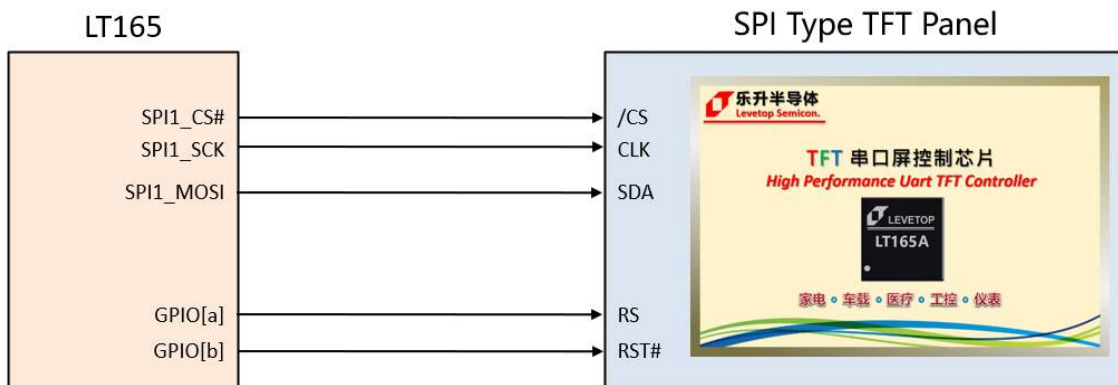 LT165
SPI Type TFT Panel
SPI1_CS#
SPI1_SCK
SPI1_MOSI
GPIO[a]
GPIO[b]
/CS
CLK
SDA
RS
RST#
乐升半导体
Levetop Semicon.
TFT 串口屏控制芯片
High Performance Uart TFT Controller
LEVETOP
LT165A
家电 • 车载 • 医疗 • 工控 • 仪表